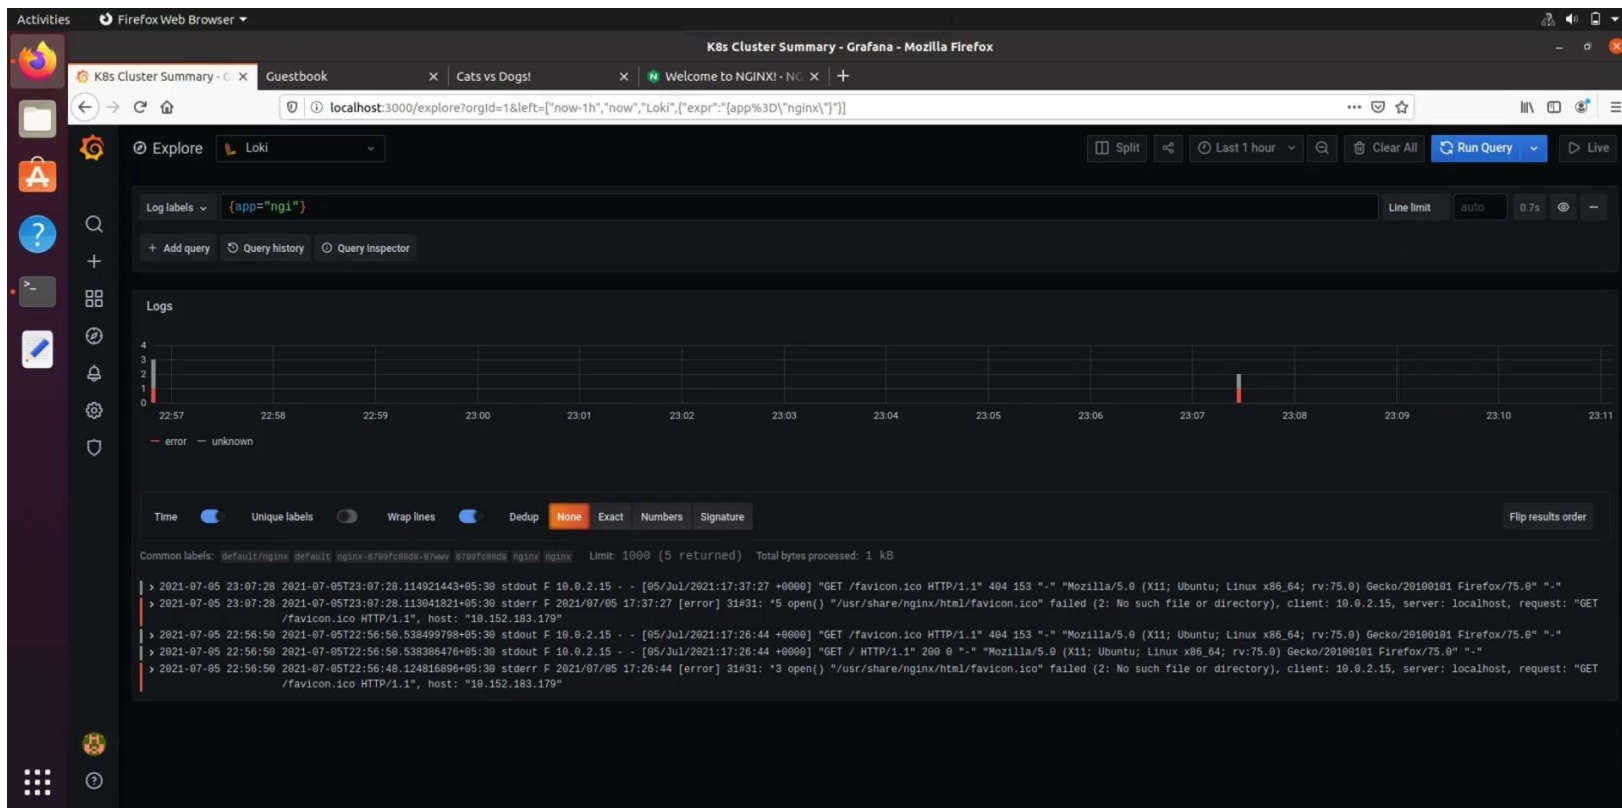 Activities Firefox Web Browser
K8s Cluster Summary - Grafana - Mozilla Firefox
K8s Cluster Summary - G Guestbook Cats vs Dogs! Welcome to NGINX! - NG
localhost:3000/explore?orgId=1&left=["now-1h","now","Loki",{"expr":"{app%3D\"nginx\"}"}]
Explore Loki Split Last 1 hour Clear All Run Query Live
Log labels {app="ngi"} Line limit auto 0.7s
+ Add query Query history Query inspector
Logs
4
3
2
1
0
22:57 22:58 22:59 23:00 23:01 23:02 23:03 23:04 23:05 23:06 23:07 23:08 23:09 23:10 23:11
error unknown
Time Unique labels Wrap lines Dedup None Exact Numbers Signature Flip results order
Common labels: default/nginx default nginx-6799fc88d8-87wwv 6799fc88d8 nginx nginx Limit: 1000 (5 returned) Total bytes processed: 1 kB
> 2021-07-05 23:07:28 2021-07-05T23:07:28.114921443+05:30 stdout F 10.0.2.15 - - [05/Jul/2021:17:37:27 +0000] "GET /favicon.ico HTTP/1.1" 404 153 "-" "Mozilla/5.0 (X11; Ubuntu; Linux x86_64; rv:75.0) Gecko/20100101 Firefox/75.0" "-"
> 2021-07-05 23:07:28 2021-07-05T23:07:28.113041821+05:30 stderr F 2021/07/05 17:37:27 [error] 31#31: *5 open() "/usr/share/nginx/html/favicon.ico" failed (2: No such file or directory), client: 10.0.2.15, server: localhost, request: "GET
/favicon.ico HTTP/1.1", host: "10.152.183.179"
> 2021-07-05 22:56:50 2021-07-05T22:56:50.538499798+05:30 stdout F 10.0.2.15 - - [05/Jul/2021:17:26:44 +0000] "GET /favicon.ico HTTP/1.1" 404 153 "-" "Mozilla/5.0 (X11; Ubuntu; Linux x86_64; rv:75.0) Gecko/20100101 Firefox/75.0" "-"
> 2021-07-05 22:56:50 2021-07-05T22:56:50.538386476+05:30 stdout F 10.0.2.15 - - [05/Jul/2021:17:26:44 +0000] "GET / HTTP/1.1" 200 0 "-" "Mozilla/5.0 (X11; Ubuntu; Linux x86_64; rv:75.0) Gecko/20100101 Firefox/75.0" "-"
> 2021-07-05 22:56:50 2021-07-05T22:56:48.124816896+05:30 stderr F 2021/07/05 17:26:44 [error] 31#31: *3 open() "/usr/share/nginx/html/favicon.ico" failed (2: No such file or directory), client: 10.0.2.15, server: localhost, request: "GET
/favicon.ico HTTP/1.1", host: "10.152.183.179"